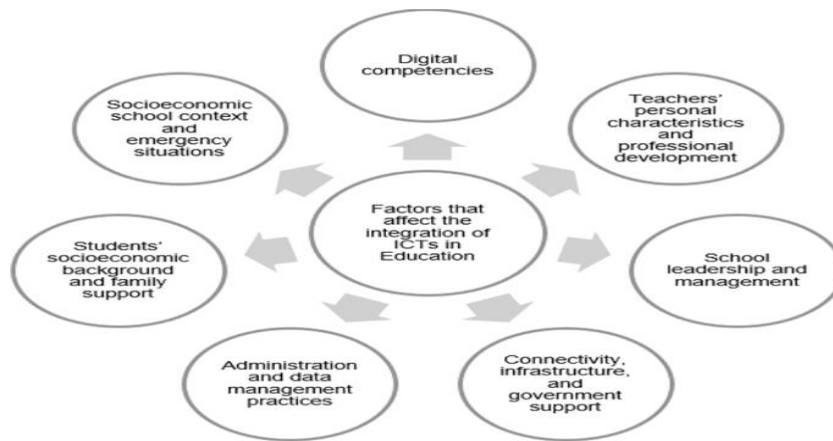 Digital
competencies
Teachers'
personal
characteristics
and
professional
development
School
leadership and
management
Connectivity,
infrastructure,
and
government
support
Administration
and data
management
practices
Students'
socioeconomic
background
and family
support
Socioeconomic
school context
and
emergency
situations
Factors that
affect the
integration of
ICTs in
Education